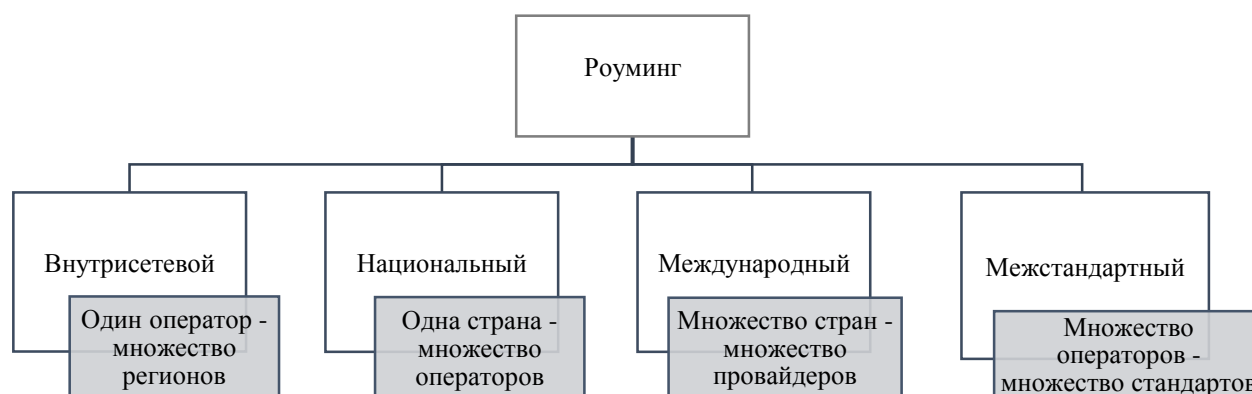 Роуминг
Внутрисетевой
Один оператор -
множество
регионов
Национальный
Одна страна -
множество
операторов
Международный
Множество стран -
множество
провайдеров
Межстандартный
Множество
операторов -
множество стандартов